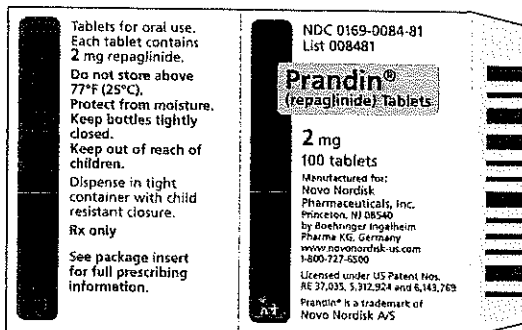 Tablets for oral use.
Each tablet contains
2 mg repaglinide.
Do not store above
77°F (25°C).
Protect from moisture.
Keep bottles tightly
closed.
Keep out of reach of
children.
Dispense in tight
container with child
resistant closure.
Rx only
See package insert
for full prescribing
information.
NDC 0169-0084-81
List 008481
Prandin®
(repaglinide) Tablets
2 mg
100 tablets
Manufactured for:
Novo Nordisk
Pharmaceuticals, Inc.
Princeton, NJ 08540
by Boehringer Ingelheim
Pharma KG, Germany
www.novonordisk-us.com
1-800-727-6500
Licensed under US Patent Nos.
RE 37,035, 5,312,924 and 6,143,769
Prandin® is a trademark of
Novo Nordisk A/S